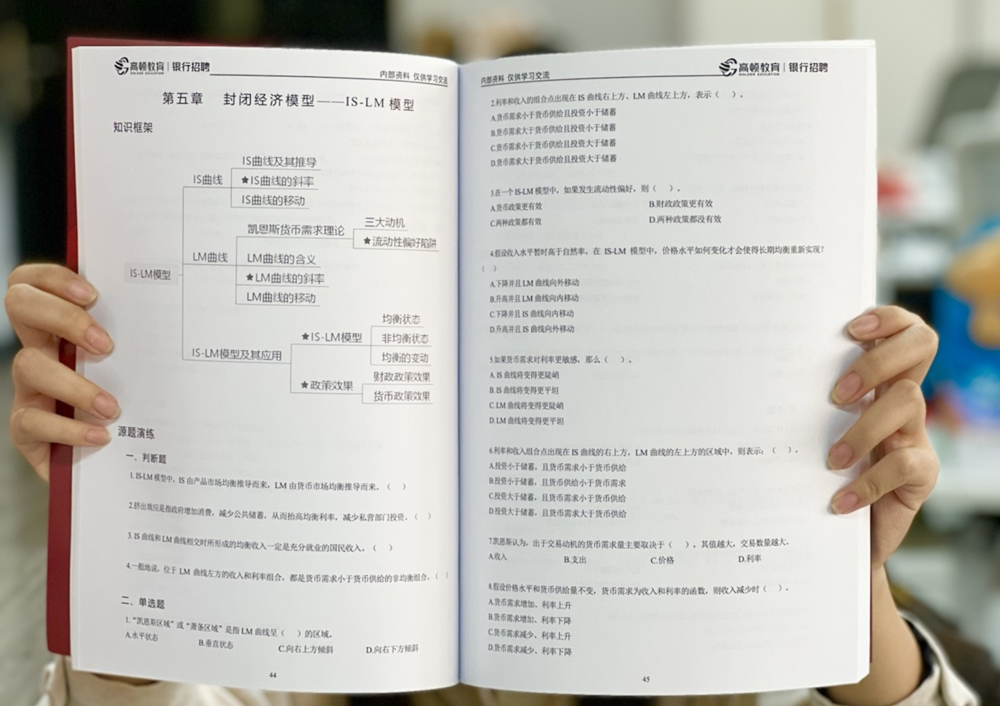 高顿教育 | 银行招聘
GOLDEN EDUCATION
内部资料 仅供学习交流
第五章 封闭经济模型——IS-LM 模型
知识框架
IS-LM模型
IS曲线
IS曲线及其推导
★IS曲线的斜率
IS曲线的移动
LM曲线
凯恩斯货币需求理论
三大动机
★流动性偏好陷阱
LM曲线的含义
★LM曲线的斜率
LM曲线的移动
IS-LM模型及其应用
★IS-LM模型
均衡状态
非均衡状态
均衡的变动
★政策效果
财政政策效果
货币政策效果
源题演练
一、判断题
1.IS-LM 模型中，IS 由产品市场均衡推导而来，LM 由货币市场均衡推导而来。（ ）
2.挤出效应是指政府增加消费，减少公共储蓄，从而抬高均衡利率，减少私营部门投资。（ ）
3.IS 曲线和 LM 曲线相交时所形成的均衡收入一定是充分就业的国民收入。（ ）
4.一般地说，位于 LM 曲线左方的收入和利率组合，都是货币需求小于货币供给的非均衡组合。（ ）
二、单选题
1.“凯恩斯区域”或“萧条区域”是指 LM 曲线呈（ ）的区域。
A.水平状态 B.垂直状态 C.向右上方倾斜 D.向右下方倾斜
44
内部资料 仅供学习交流
高顿教育 | 银行招聘
GOLDEN EDUCATION
2.利率和收入的组合点出现在 IS 曲线右上方、LM 曲线左上方，表示（ ）。
A.货币需求小于货币供给且投资小于储蓄
B.货币需求大于货币供给且投资小于储蓄
C.货币需求小于货币供给且投资大于储蓄
D.货币需求大于货币供给且投资大于储蓄
3.在一个 IS-LM 模型中，如果发生流动性偏好，则（ ）。
A.货币政策更有效 B.财政政策更有效
C.两种政策都有效 D.两种政策都没有效
4.假设收入水平暂时高于自然率，在 IS-LM 模型中，价格水平如何变化才会使得长期均衡重新实现？
（ ）
A.下降并且 LM 曲线向外移动
B.升高并且 LM 曲线向内移动
C.下降并且 IS 曲线向内移动
D.升高并且 IS 曲线向外移动
5.如果货币需求对利率更敏感，那么（ ）。
A. IS 曲线将变得更陡峭
B. IS 曲线将变得更平坦
C. LM 曲线将变得更陡峭
D. LM 曲线将变得更平坦
6.利率和收入组合点出现在 IS 曲线的右上方，LM 曲线的左上方的区域中，则表示：（ ）。
A.投资小于储蓄，且货币需求小于货币供给
B.投资小于储蓄，且货币供给小于货币需求
C.投资大于储蓄，且货币需求小于货币供给
D.投资大于储蓄，且货币需求大于货币供给
7.凯恩斯认为，出于交易动机的货币需求量主要取决于（ ），其值越大，交易数量越大。
A.收入 B.支出 C.价格 D.利率
8.假设价格水平和货币供给量不变，货币需求为收入和利率的函数，则收入减少时（ ）。
A.货币需求增加、利率上升
B.货币需求增加、利率下降
C.货币需求减少、利率上升
D.货币需求减少、利率下降
45